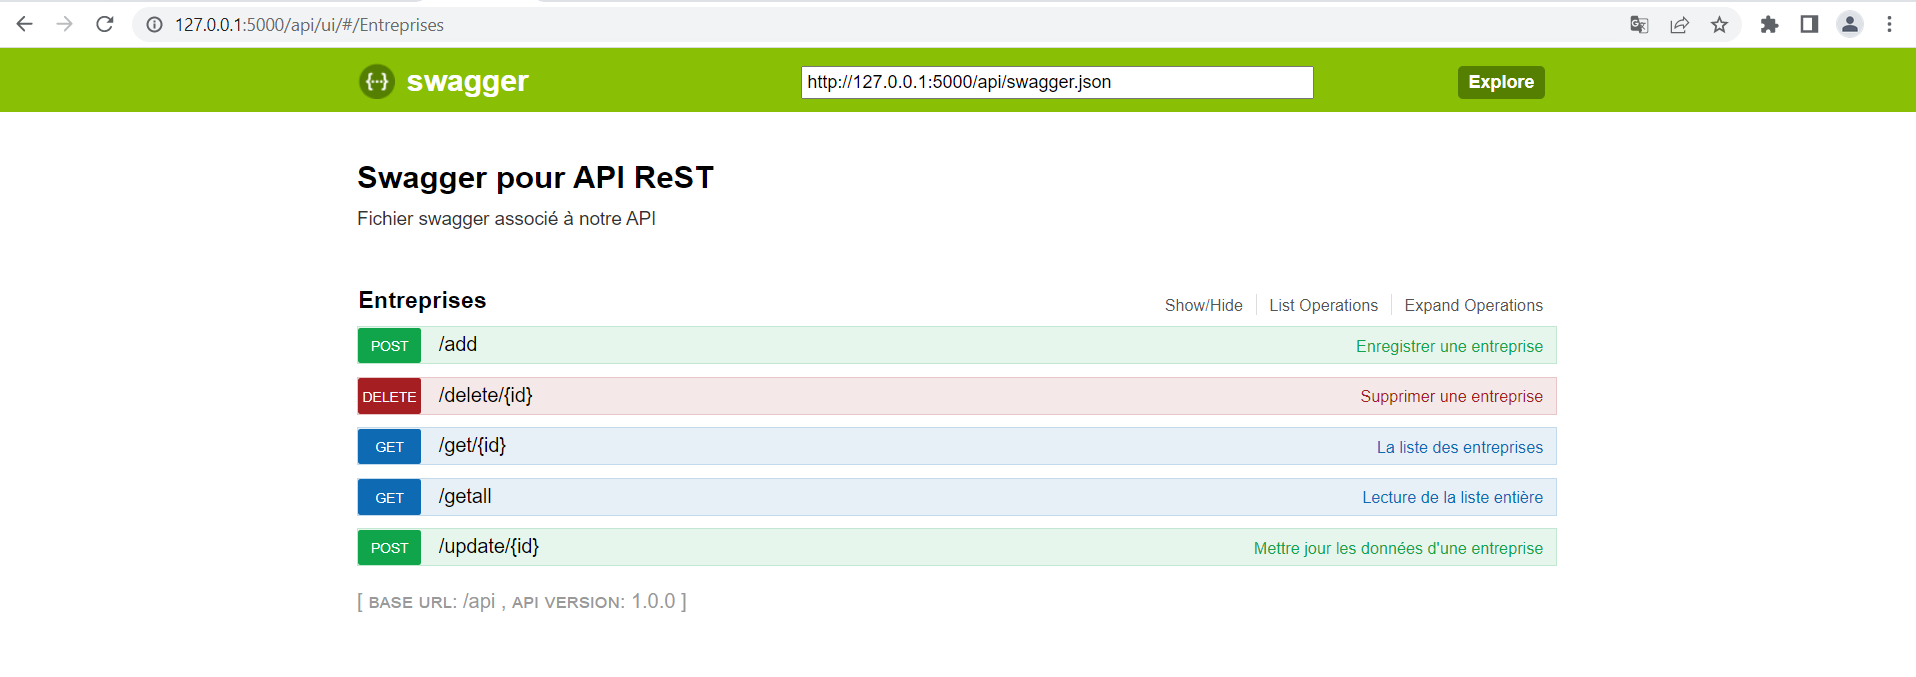 127.0.0.1:5000/api/ui/#/Entreprises
{...} swagger
http://127.0.0.1:5000/api/swagger.json
Explore
Swagger pour API ReST
Fichier swagger associé à notre API
Entreprises
Show/Hide
List Operations
Expand Operations
POST /add Enregistrer une entreprise
DELETE /delete/{id} Supprimer une entreprise
GET /get/{id} La liste des entreprises
GET /getall Lecture de la liste entière
POST /update/{id} Mettre jour les données d'une entreprise
[ BASE URL: /api , API VERSION: 1.0.0 ]